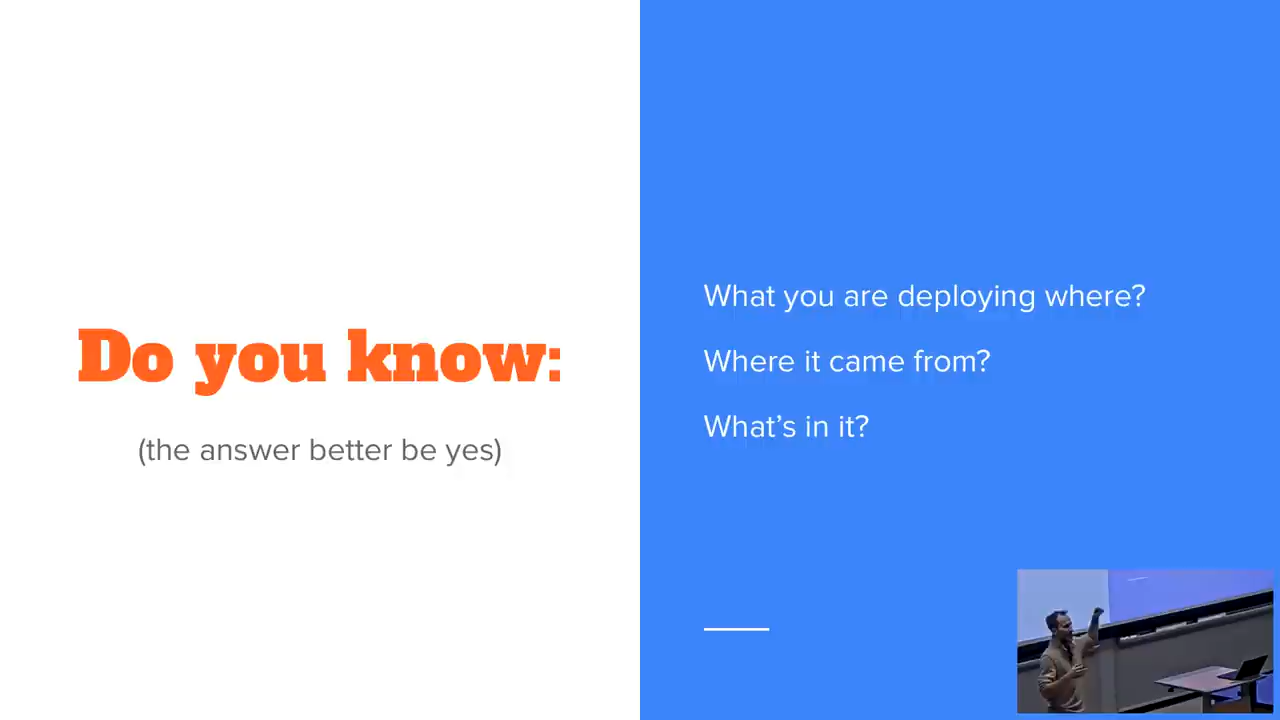 Do you know:
(the answer better be yes)
What you are deploying where?
Where it came from?
What’s in it?